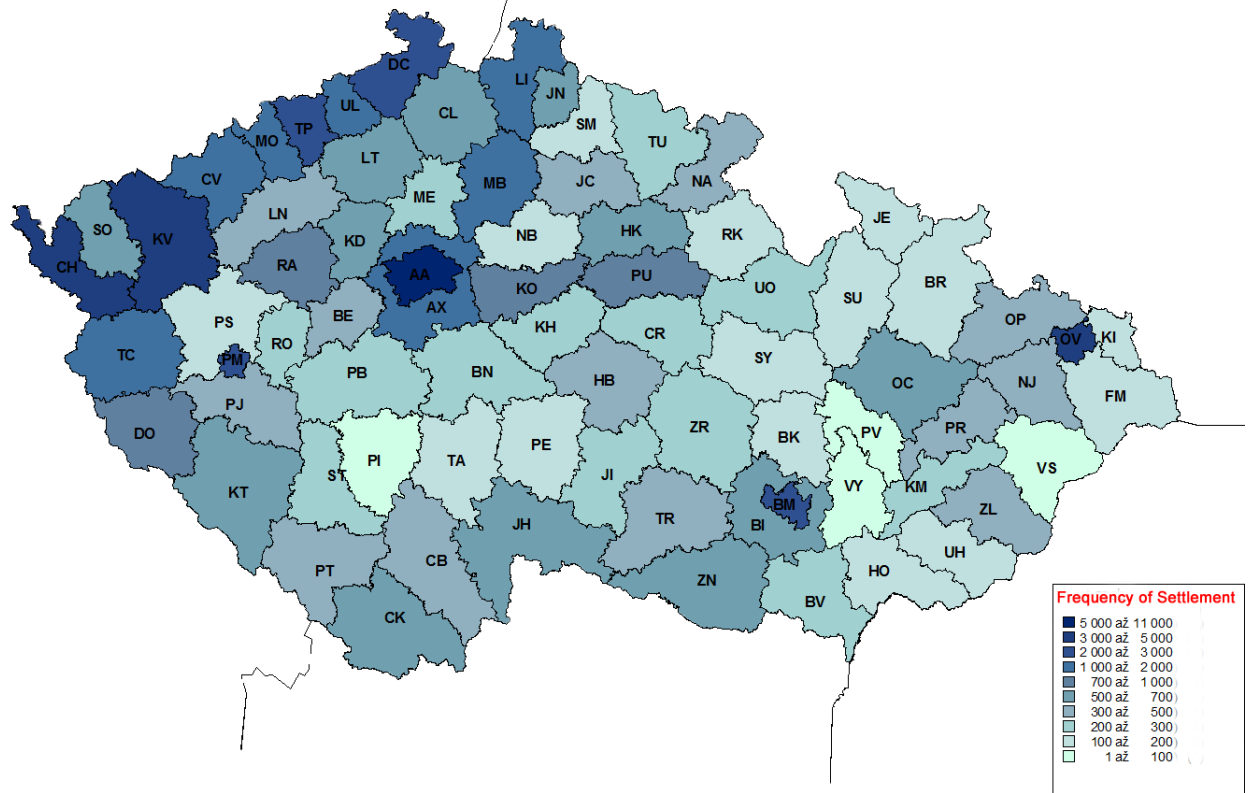 DC
LI
UL
JN
TP
CL
SM
MO
TU
LT
CV
MB
JC
NA
ME
LN
JE
SO
KV
KD
NB
HK
RK
CH
RA
AA
KO
PU
UO
BR
SU
AX
BE
PS
OP
KH
CR
OV
KI
RO
TC
PM
SY
PB
BN
HB
OC
NJ
FM
PJ
DO
ZR
PR
PV
BK
PE
PI
TA
VS
ST
JI
KT
VY
KM
BM
ZL
TR
BI
JH
UH
CB
PT
HO
ZN
BV
CK
Frequency of Settlement
5 000 až 11 000
3 000 až 5 000
2 000 až 3 000
1 000 až 2 000
700 až 1 000
500 až 700
300 až 500
200 až 300
100 až 200
1 až 100